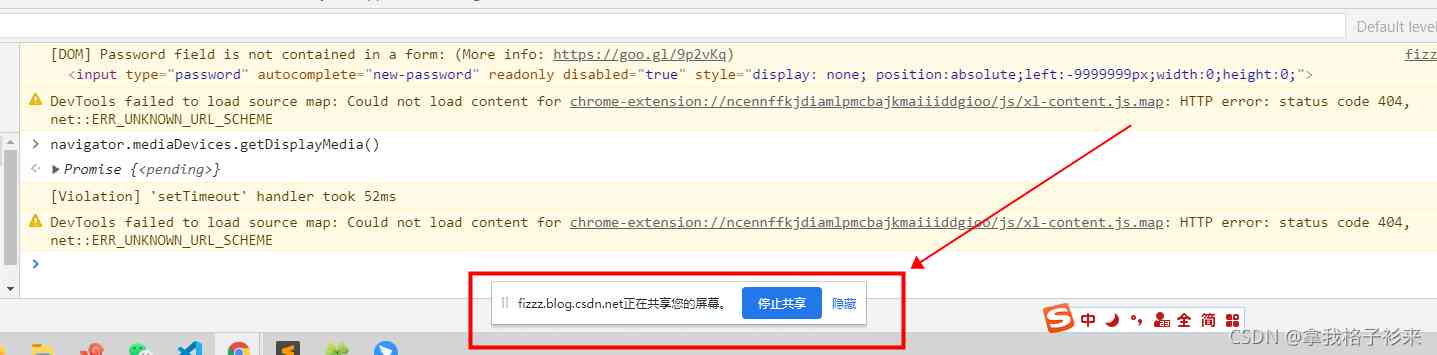 Default level
[DOM] Password field is not contained in a form: (More info: https://goo.gl/9p2vKq) fizz
<input type="password" autocomplete="new-password" readonly disabled="true" style="display: none; position:absolute;left:-9999999px;width:0;height:0;">
DevTools failed to load source map: Could not load content for chrome-extension://ncennffkjdiamlpmcbajkmaiiiddgioo/js/xl-content.js.map: HTTP error: status code 404,
net::ERR_UNKNOWN_URL_SCHEME
navigator.mediaDevices.getDisplayMedia()
Promise {<pending>}
[Violation] 'setTimeout' handler took 52ms
DevTools failed to load source map: Could not load content for chrome-extension://ncennffkjdiamlpmcbajkmaiiiddgioo/js/xl-content.js.map: HTTP error: status code 404,
net::ERR_UNKNOWN_URL_SCHEME
fizzz.blog.csdn.net正在共享您的屏幕。 停止共享 隐藏
中 全 简
CSDN @拿我格子衫来